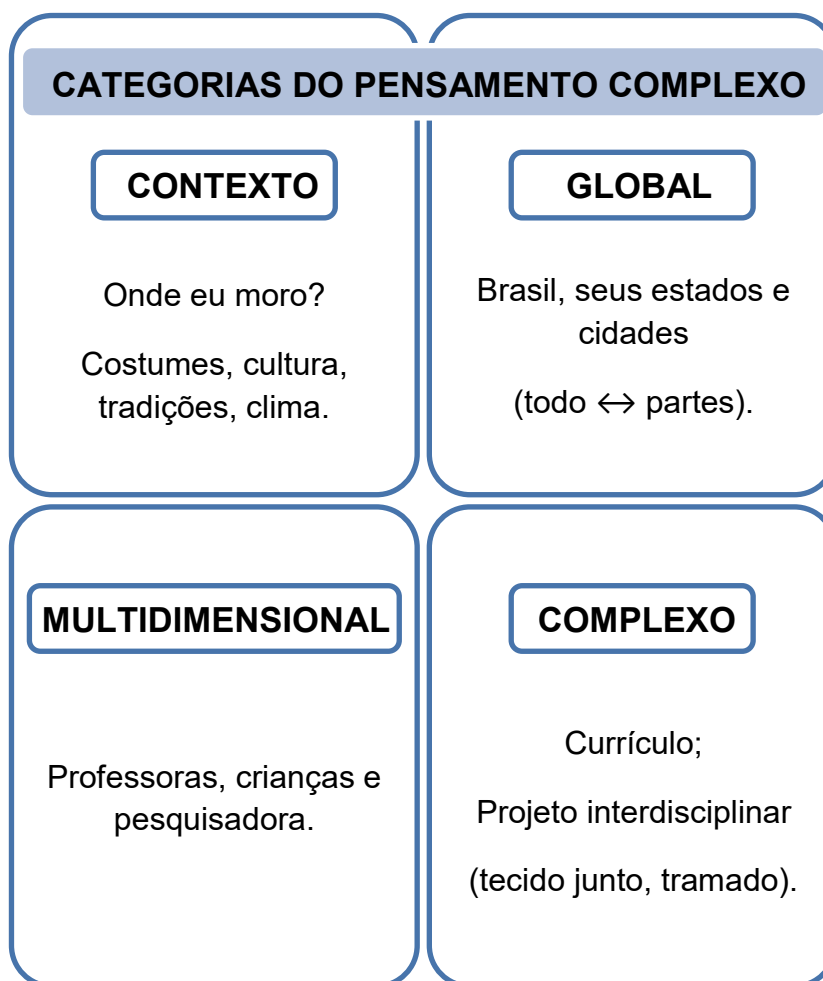 CATEGORIAS DO PENSAMENTO COMPLEXO
CONTEXTO
Onde eu moro?
Costumes, cultura,
tradições, clima.
GLOBAL
Brasil, seus estados e
cidades
(todo ↔ partes).
MULTIDIMENSIONAL
Professoras, crianças e
pesquisadora.
COMPLEXO
Currículo;
Projeto interdisciplinar
(tecido junto, tramado).